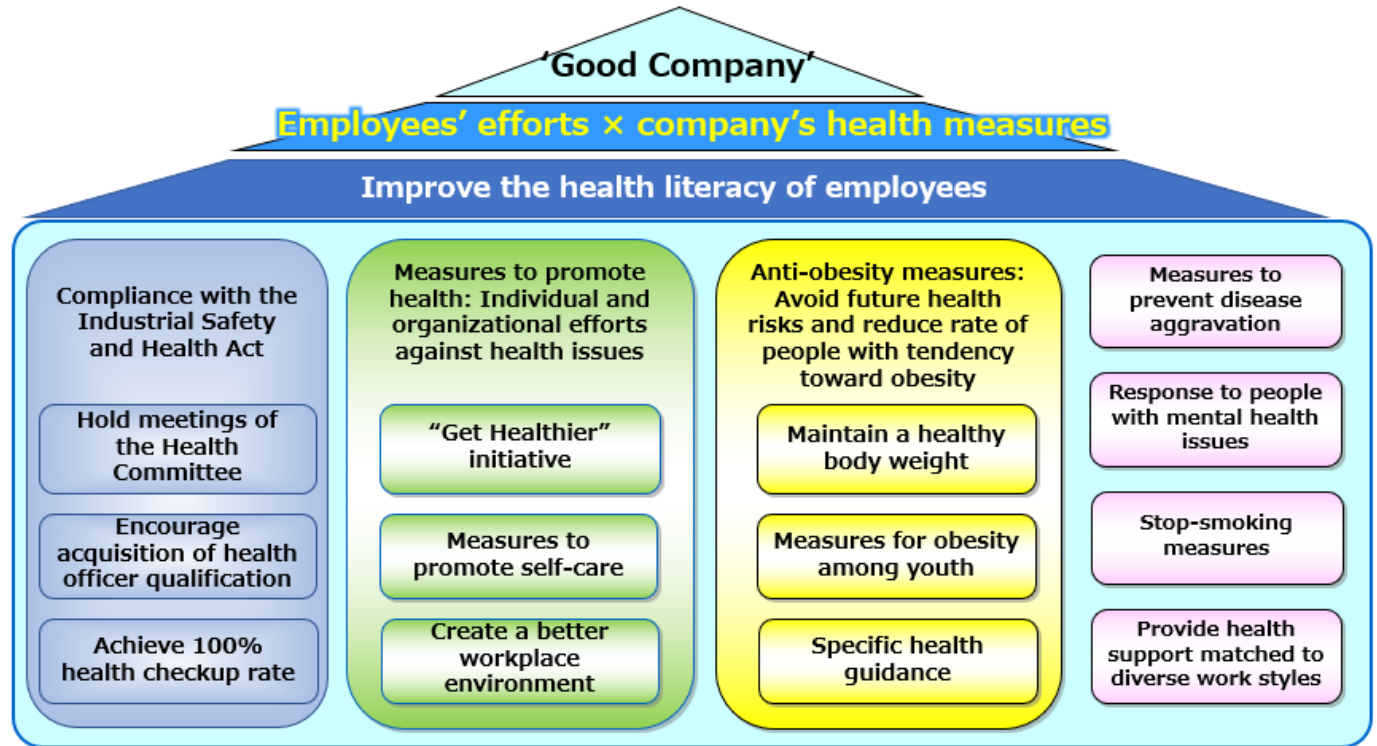 ‘Good Company’
Employees’ efforts × company’s health measures
Improve the health literacy of employees
Compliance with the
Industrial Safety
and Health Act
Hold meetings of
the Health
Committee
Encourage
acquisition of health
officer qualification
Achieve 100%
health checkup rate
Measures to promote
health: Individual and
organizational efforts
against health issues
“Get Healthier”
initiative
Measures to
promote self-care
Create a better
workplace
environment
Anti-obesity measures:
Avoid future health
risks and reduce rate of
people with tendency
toward obesity
Maintain a healthy
body weight
Measures for obesity
among youth
Specific health
guidance
Measures to
prevent disease
aggravation
Response to people
with mental health
issues
Stop-smoking
measures
Provide health
support matched to
diverse work styles